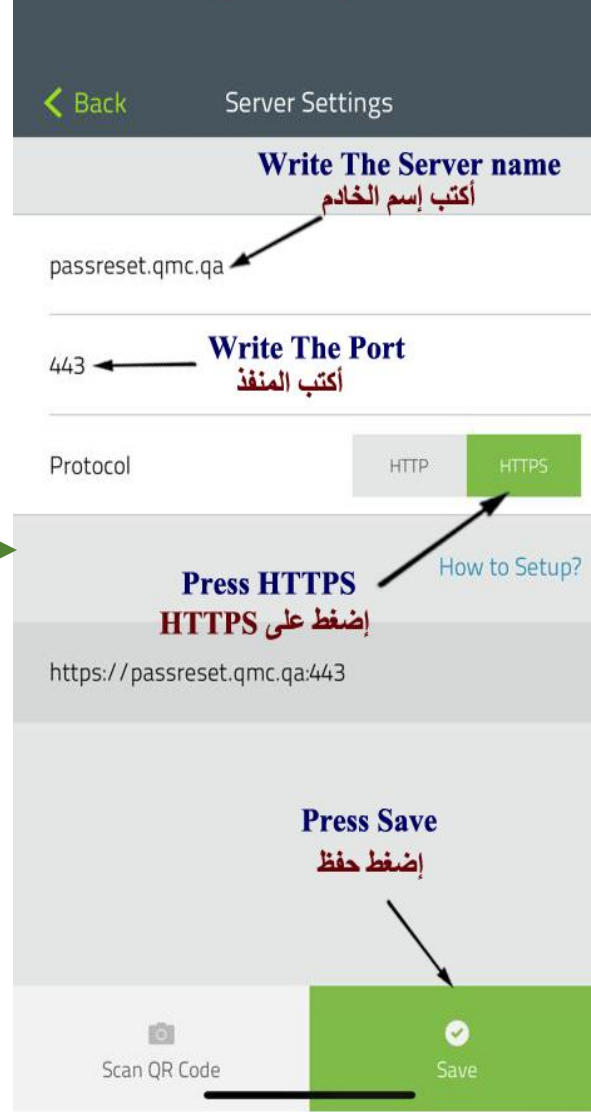 Back Server Settings
Write The Server name
أكتب إسم الخادم
passreset.qmc.qa
443
Write The Port
أكتب المنفذ
Protocol HTTP HTTPS
How to Setup?
Press HTTPS
إضغط على HTTPS
https://passreset.qmc.qa:443
Press Save
إضغط حفظ
Scan QR Code Save